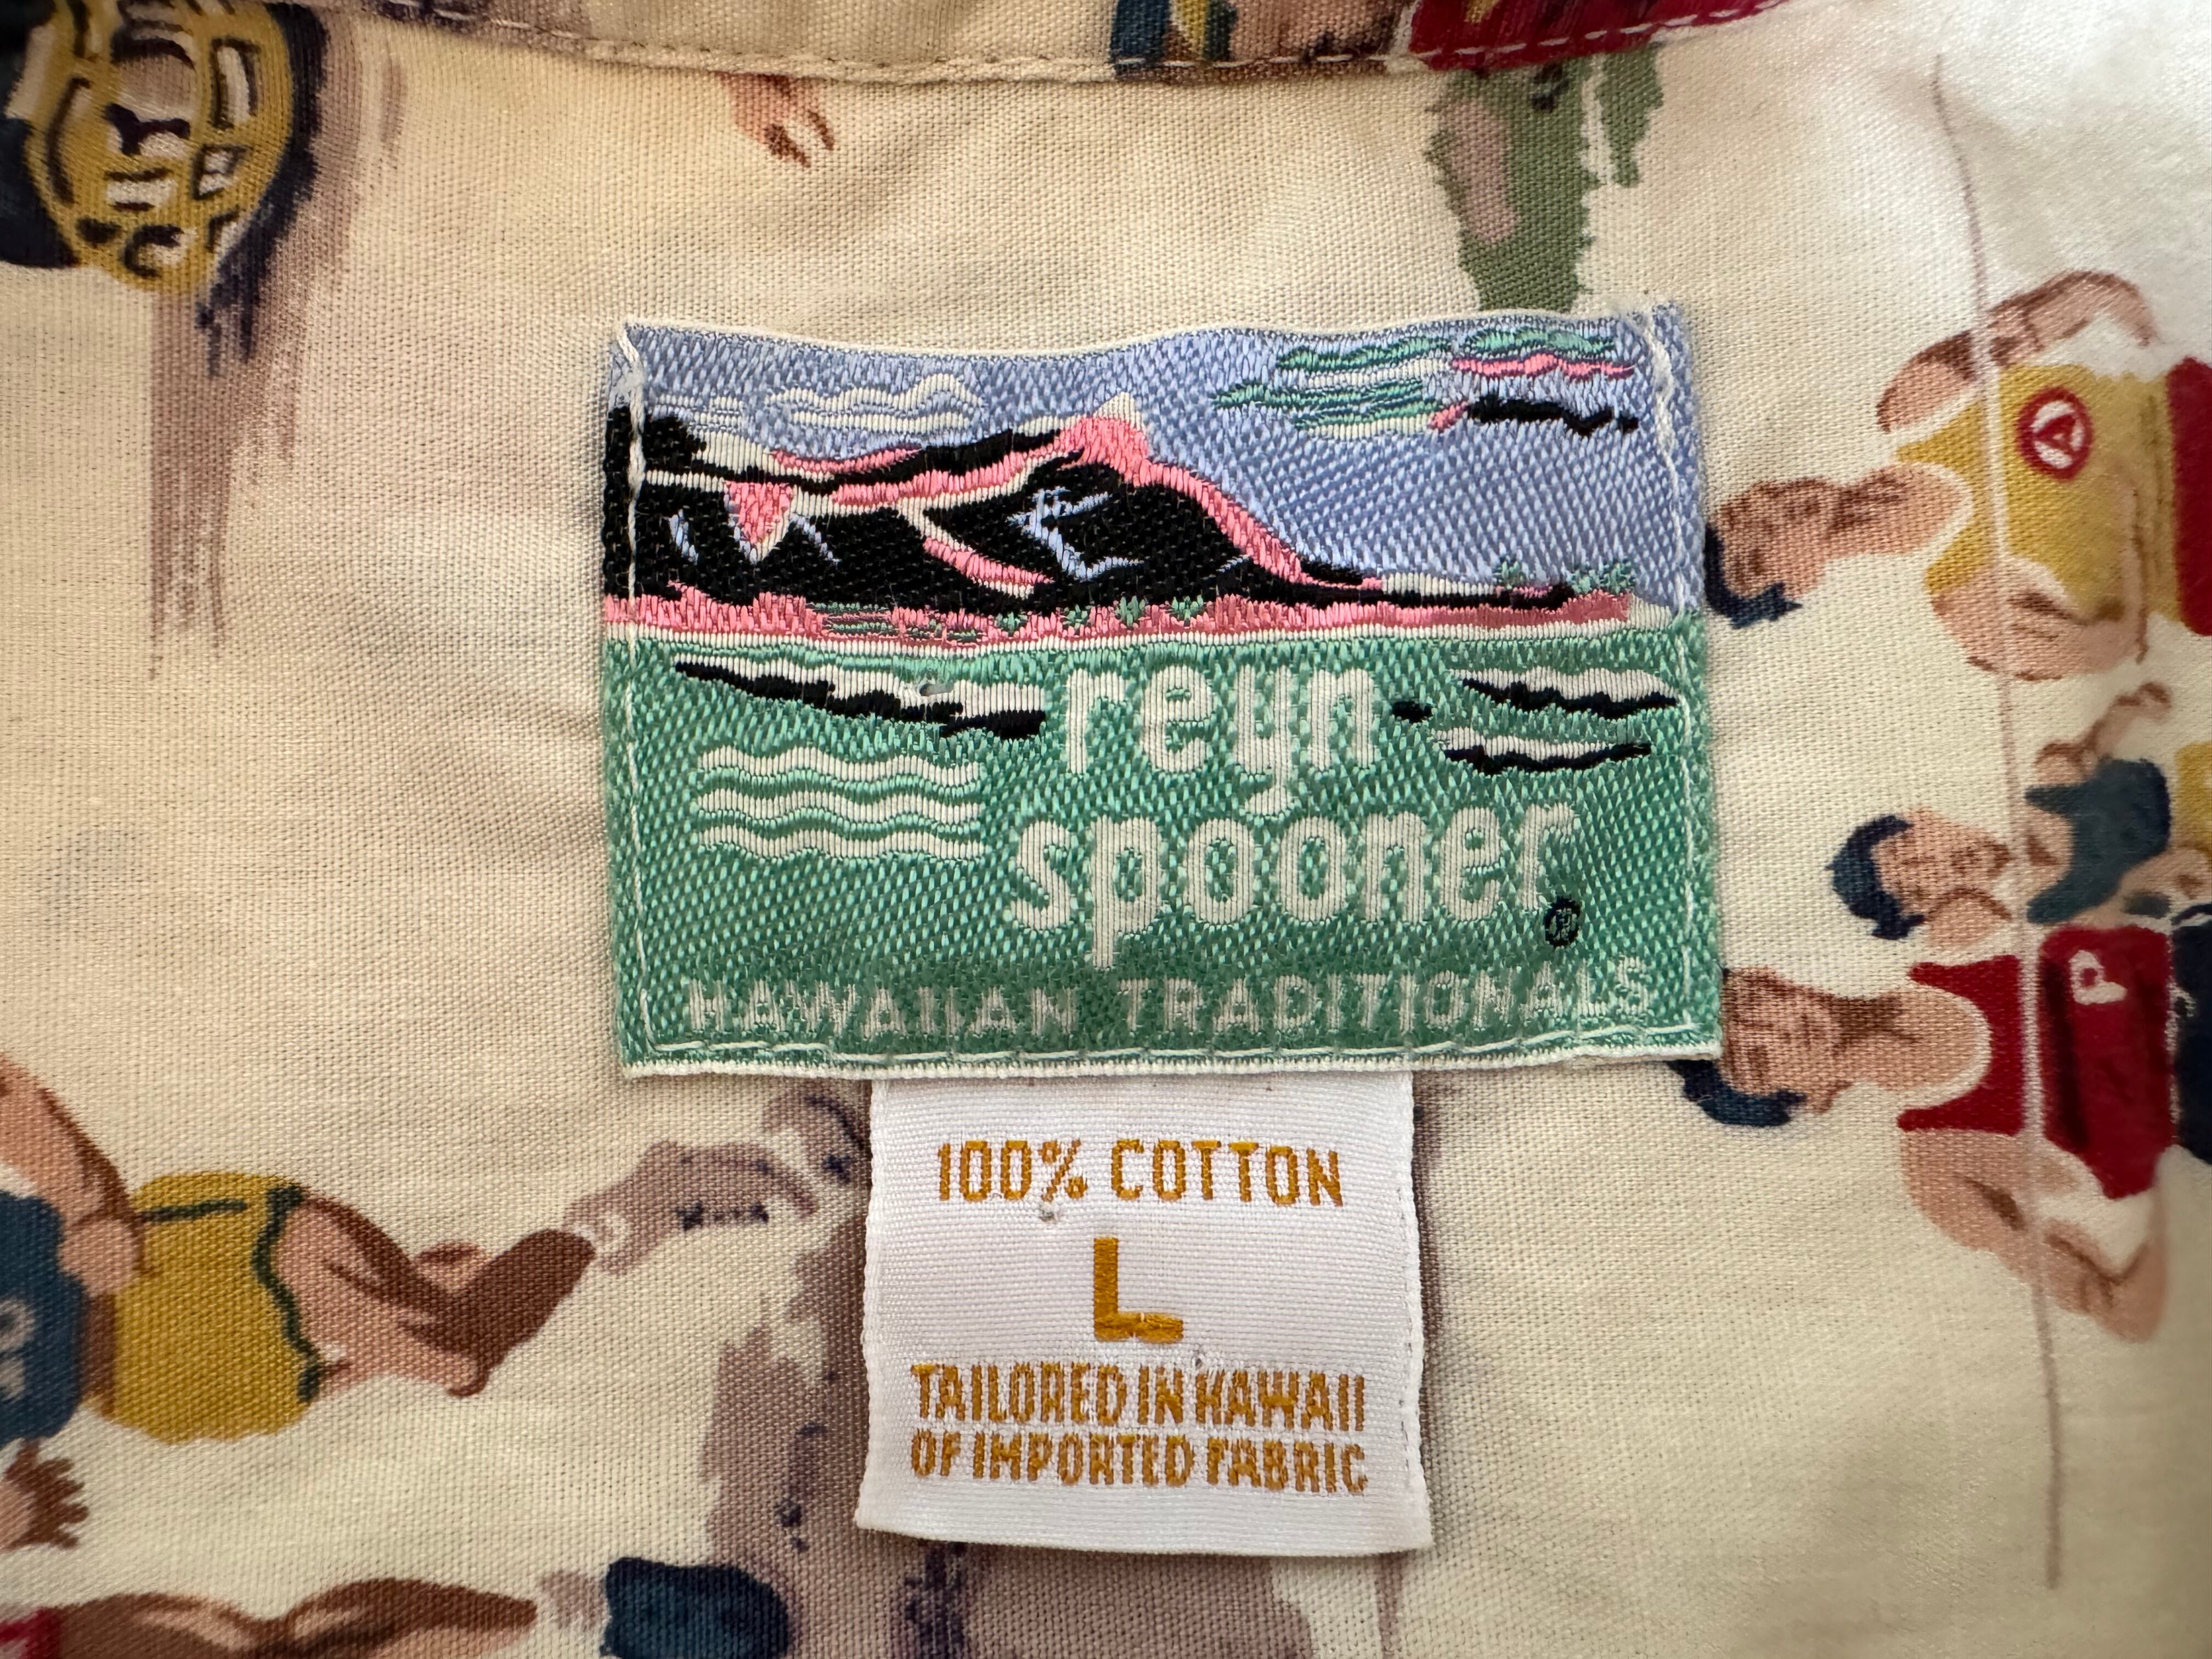 reyn
spooner®
HAWAIIAN TRADITIONALS
100% COTTON
L
TAILORED IN HAWAII
OF IMPORTED FABRIC
A
P